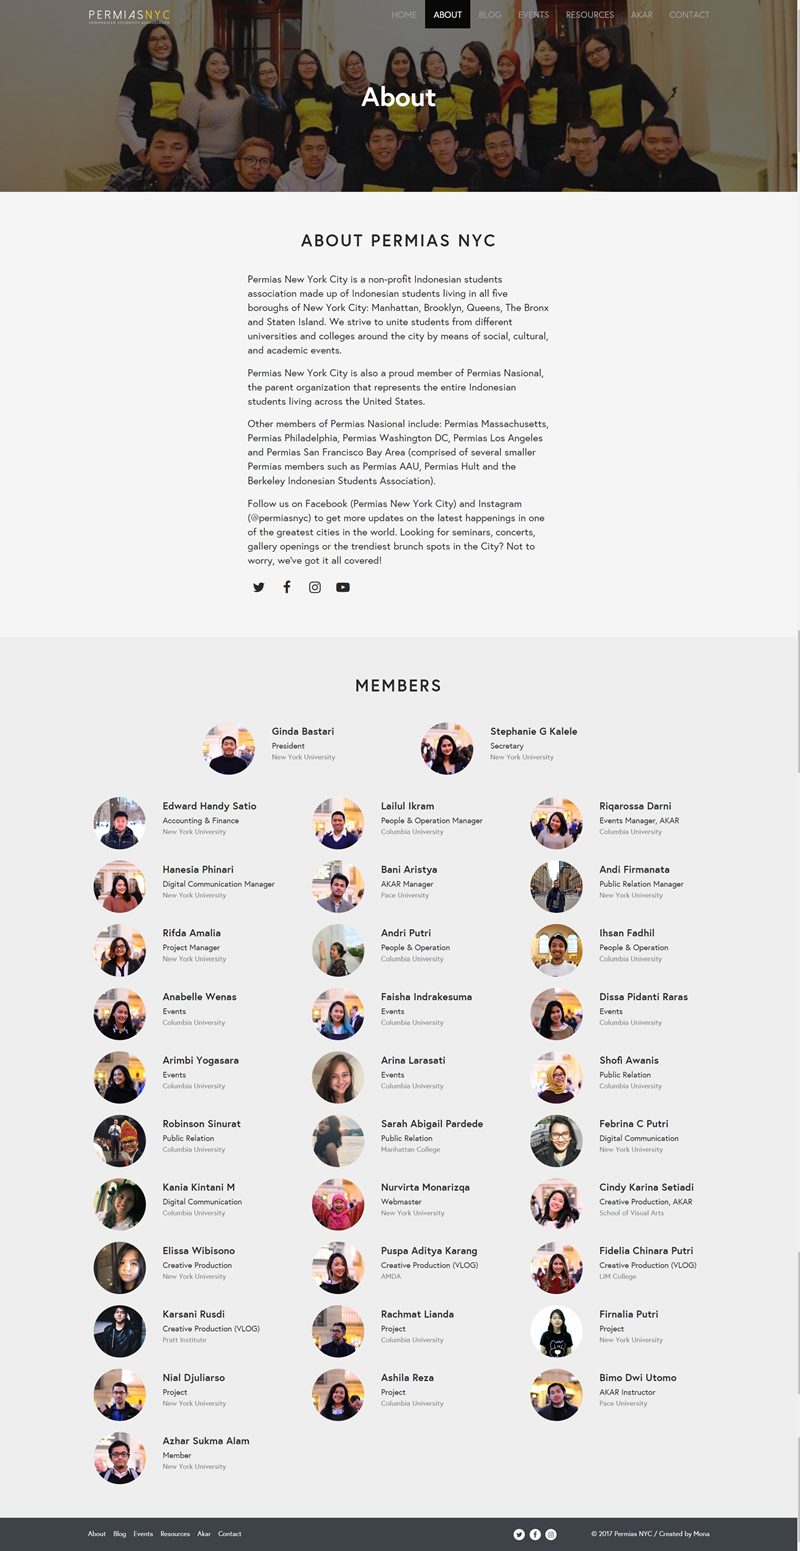 PERMIASNYC
INDONESIAN STUDENTS ASSOCIATION
HOME ABOUT BLOG EVENTS RESOURCES AKAR CONTACT
About
ABOUT PERMIAS NYC
Permias New York City is a non-profit Indonesian students
association made up of Indonesian students living in all five
boroughs of New York City: Manhattan, Brooklyn, Queens, The Bronx
and Staten Island. We strive to unite students from different
universities and colleges around the city by means of social, cultural,
and academic events.
Permias New York City is also a proud member of Permias Nasional,
the parent organization that represents the entire Indonesian
students living across the United States.
Other members of Permias Nasional include: Permias Massachusetts,
Permias Philadelphia, Permias Washington DC, Permias Los Angeles
and Permias San Francisco Bay Area (comprised of several smaller
Permias members such as Permias AAU, Permias Hult and the
Berkeley Indonesian Students Association).
Follow us on Facebook (Permias New York City) and Instagram
(@permiasnyc) to get more updates on the latest happenings in one
of the greatest cities in the world. Looking for seminars, concerts,
gallery openings or the trendiest brunch spots in the City? Not to
worry, we've got it all covered!
MEMBERS
Ginda Bastari
President
New York University
Stephanie G Kalele
Secretary
New York University
Edward Handy Satio
Accounting & Finance
New York University
Lailul Ikram
People & Operation Manager
Columbia University
Riqarossa Darni
Events Manager, AKAR
Columbia University
Hanesia Phinari
Digital Communication Manager
New York University
Bani Aristya
AKAR Manager
Pace University
Andi Firmanata
Public Relation Manager
New York University
Rifda Amalia
Project Manager
New York University
Andri Putri
People & Operation
Columbia University
Ihsan Fadhil
People & Operation
Columbia University
Anabelle Wenas
Events
Columbia University
Faisha Indrakesuma
Events
Columbia University
Dissa Pidanti Raras
Events
Columbia University
Arimbi Yogasara
Events
Columbia University
Arina Larasati
Events
Columbia University
Shofi Awanis
Public Relation
Columbia University
Robinson Sinurat
Public Relation
Columbia University
Sarah Abigail Pardede
Public Relation
Manhattan College
Febrina C Putri
Digital Communication
New York University
Kania Kintani M
Digital Communication
Columbia University
Nurvirta Monarizqa
Webmaster
New York University
Cindy Karina Setiadi
Creative Production, AKAR
School of Visual Arts
Elissa Wibisono
Creative Production
New York University
Puspa Aditya Karang
Creative Production (VLOG)
AMDA
Fidelia Chinara Putri
Creative Production (VLOG)
LIM College
Karsani Rusdi
Creative Production (VLOG)
Pratt Institute
Rachmat Lianda
Project
Columbia University
Firnalia Putri
Project
New York University
Nial Djuliarso
Project
New York University
Ashila Reza
Project
Columbia University
Bimo Dwi Utomo
AKAR Instructor
Pace University
Azhar Sukma Alam
Member
New York University
About Blog Events Resources Akar Contact
© 2017 Permias NYC / Created by Mona